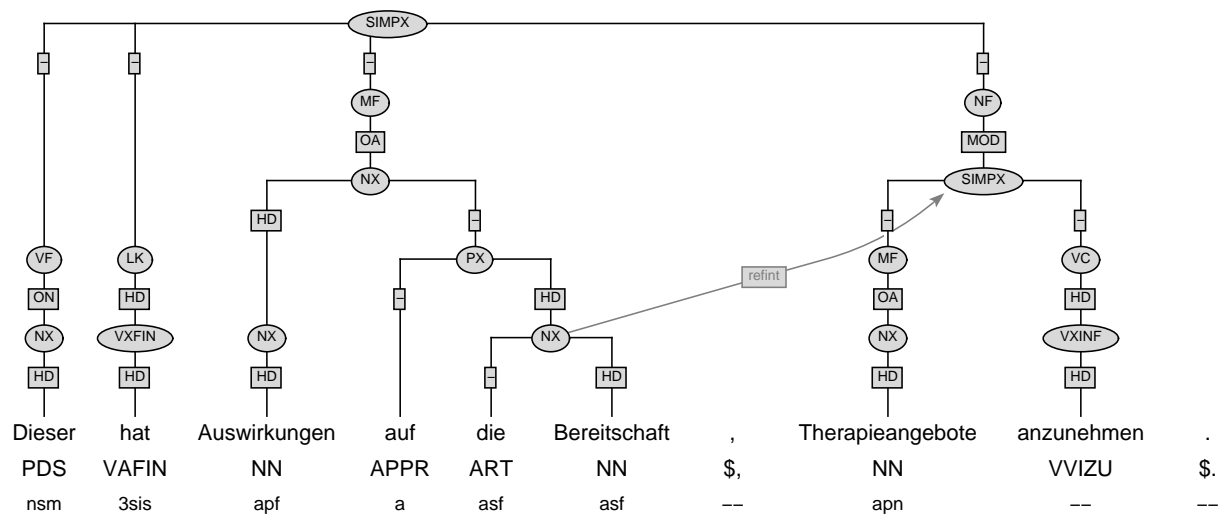 SIMPX
– – – –
MF NF
OA MOD
NX SIMPX
HD – – –
VF LK PX refint MF VC
ON HD – HD OA HD
NX VXFIN NX NX NX VXINF
HD HD HD – HD HD HD
Dieser hat Auswirkungen auf die Bereitschaft , Therapieangebote anzunehmen .
PDS VAFIN NN APPR ART NN $, NN VVIZU $.
nsm 3sis apf a asf asf –– apn –– ––